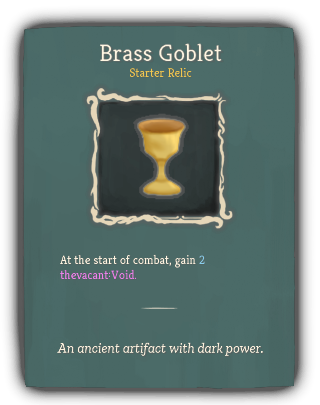 Brass Goblet
Starter Relic
At the start of combat, gain 2
thevacant:Void.
An ancient artifact with dark power.